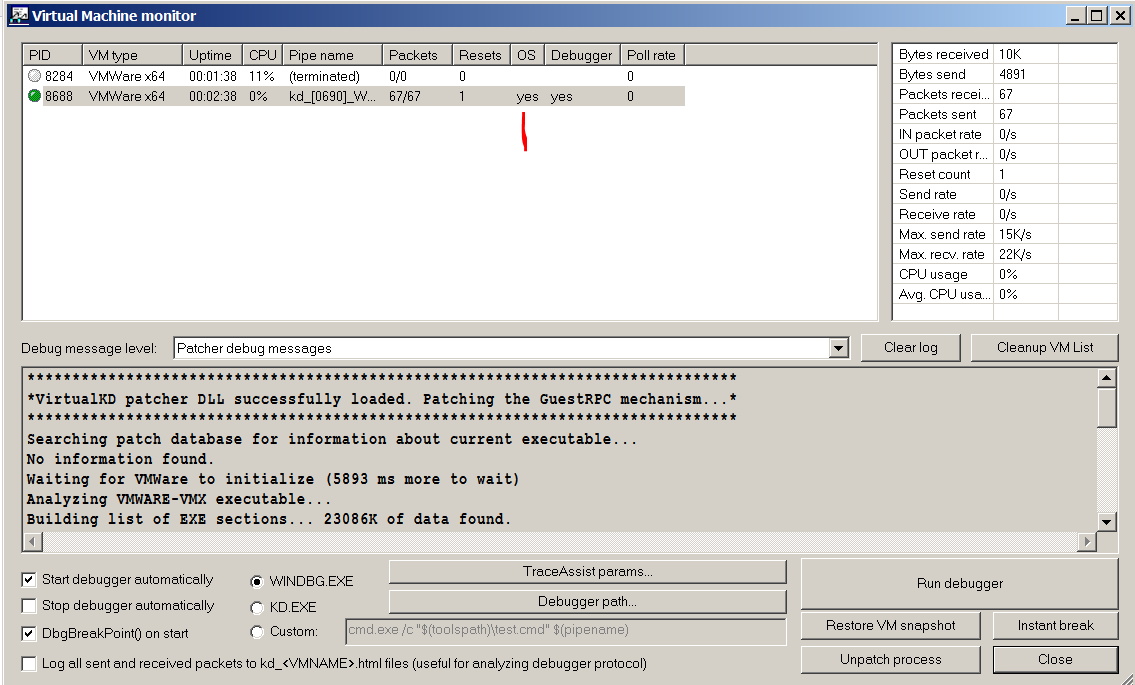 Virtual Machine monitor
PID VM type Uptime CPU Pipe name Packets Resets OS Debugger Poll rate
8284 VMWare x64 00:01:38 11% (terminated) 0/0 0 0
8688 VMWare x64 00:02:38 0% kd_[0690]_W... 67/67 1 yes yes 0
Bytes received 10K
Bytes send 4891
Packets recei... 67
Packets sent 67
IN packet rate 0/s
OUT packet r... 0/s
Reset count 1
Send rate 0/s
Receive rate 0/s
Max. send rate 15K/s
Max. recv. rate 22K/s
CPU usage 0%
Avg. CPU usa... 0%
Debug message level: Patcher debug messages Clear log Cleanup VM List
*******************************************************************************
*VirtualKD patcher DLL successfully loaded. Patching the GuestRPC mechanism...*
*******************************************************************************
Searching patch database for information about current executable...
No information found.
Waiting for VMWare to initialize (5893 ms more to wait)
Analyzing VMWARE-VMX executable...
Building list of EXE sections... 23086K of data found.
Start debugger automatically WINDBG.EXE TraceAssist params... Run debugger
Stop debugger automatically KD.EXE Debugger path...
DbgBreakPoint() on start Custom: cmd.exe /c "$(toolspath)\test.cmd" $(pipename) Restore VM snapshot Instant break
Log all sent and received packets to kd_<VMNAME>.html files (useful for analyzing debugger protocol) Unpatch process Close